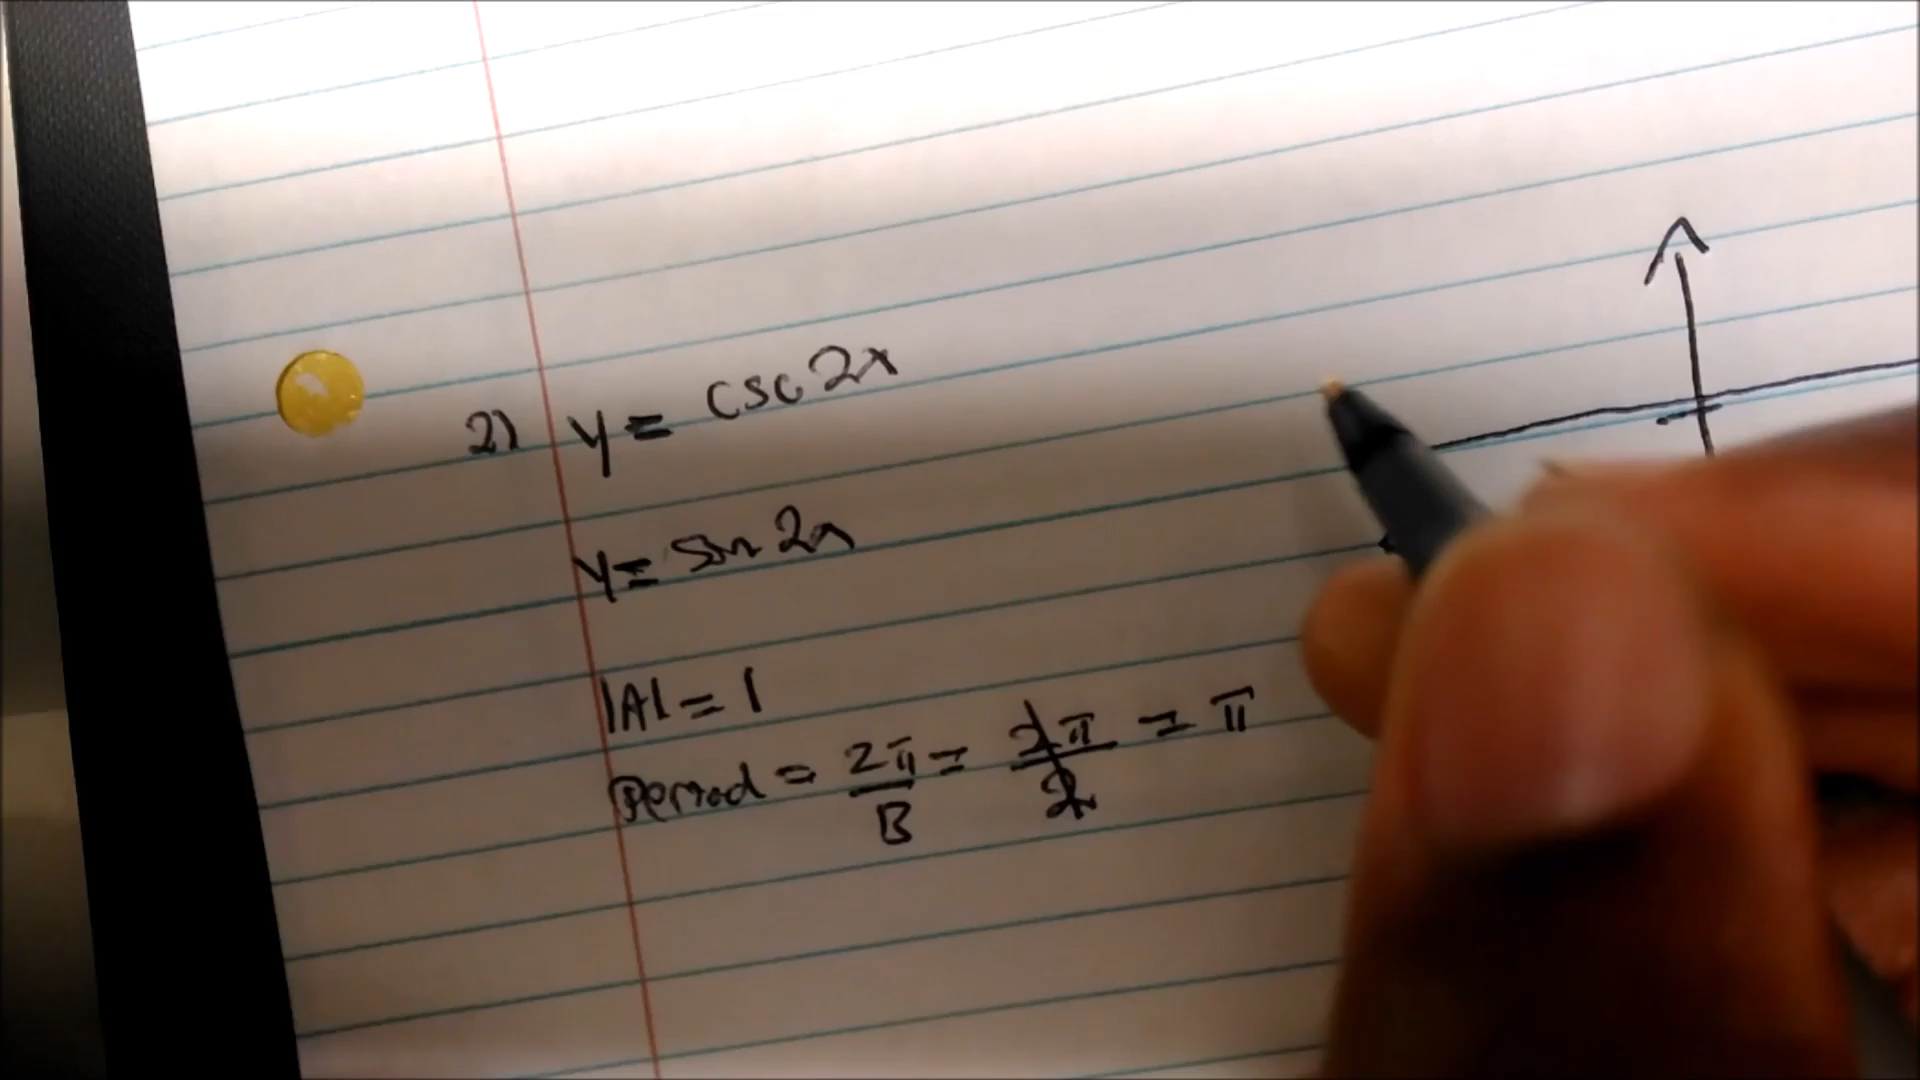 2) y = csc 2x
y = sin 2x
|A| = 1
Period = 2π/B = 2π/2 = π